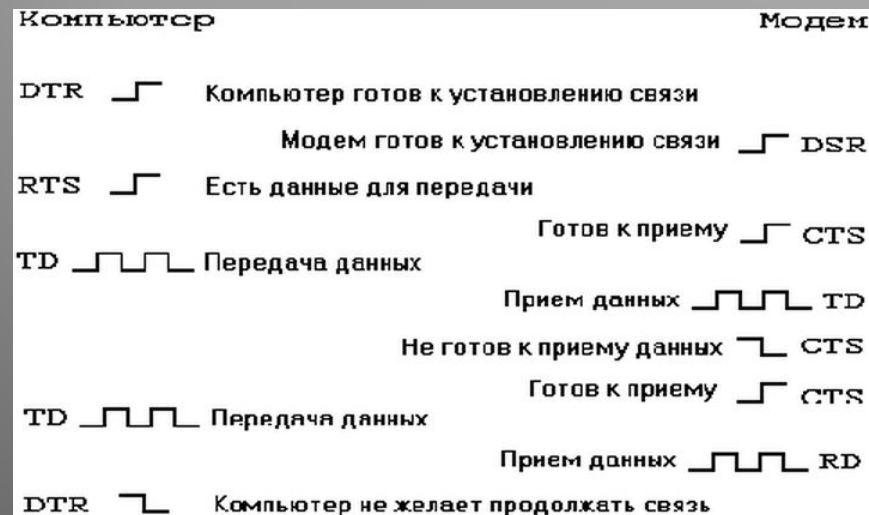 Компьютер Модем
DTR Компьютер готов к установлению связи
Модем готов к установлению связи DSR
RTS Есть данные для передачи
Готов к приему CTS
TD Передача данных
Прием данных TD
Не готов к приему данных CTS
Готов к приему CTS
TD Передача данных
Прием данных RD
DTR Компьютер не желает продолжать связь